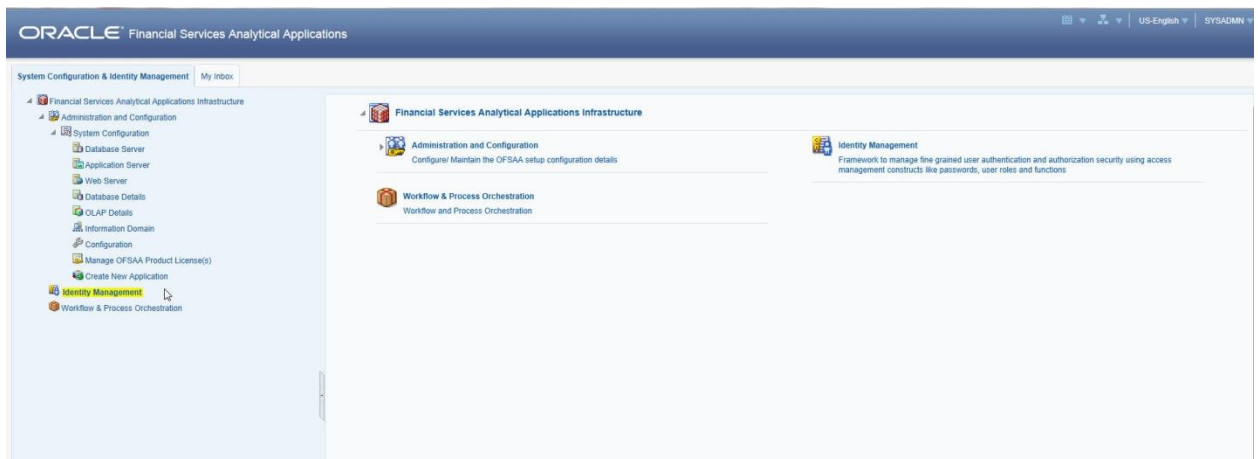 ORACLE® Financial Services Analytical Applications
US-English
SYSADMN
System Configuration & Identity Management
My Inbox
Financial Services Analytical Applications Infrastructure
Administration and Configuration
System Configuration
Database Server
Application Server
Web Server
Database Details
OLAP Details
Information Domain
Configuration
Manage OFSAA Product License(s)
Create New Application
Identity Management
Workflow & Process Orchestration
Financial Services Analytical Applications Infrastructure
Administration and Configuration
Configure/ Maintain the OFSAA setup configuration details
Identity Management
Framework to manage fine grained user authentication and authorization security using access
management constructs like passwords, user roles and functions
Workflow & Process Orchestration
Workflow and Process Orchestration